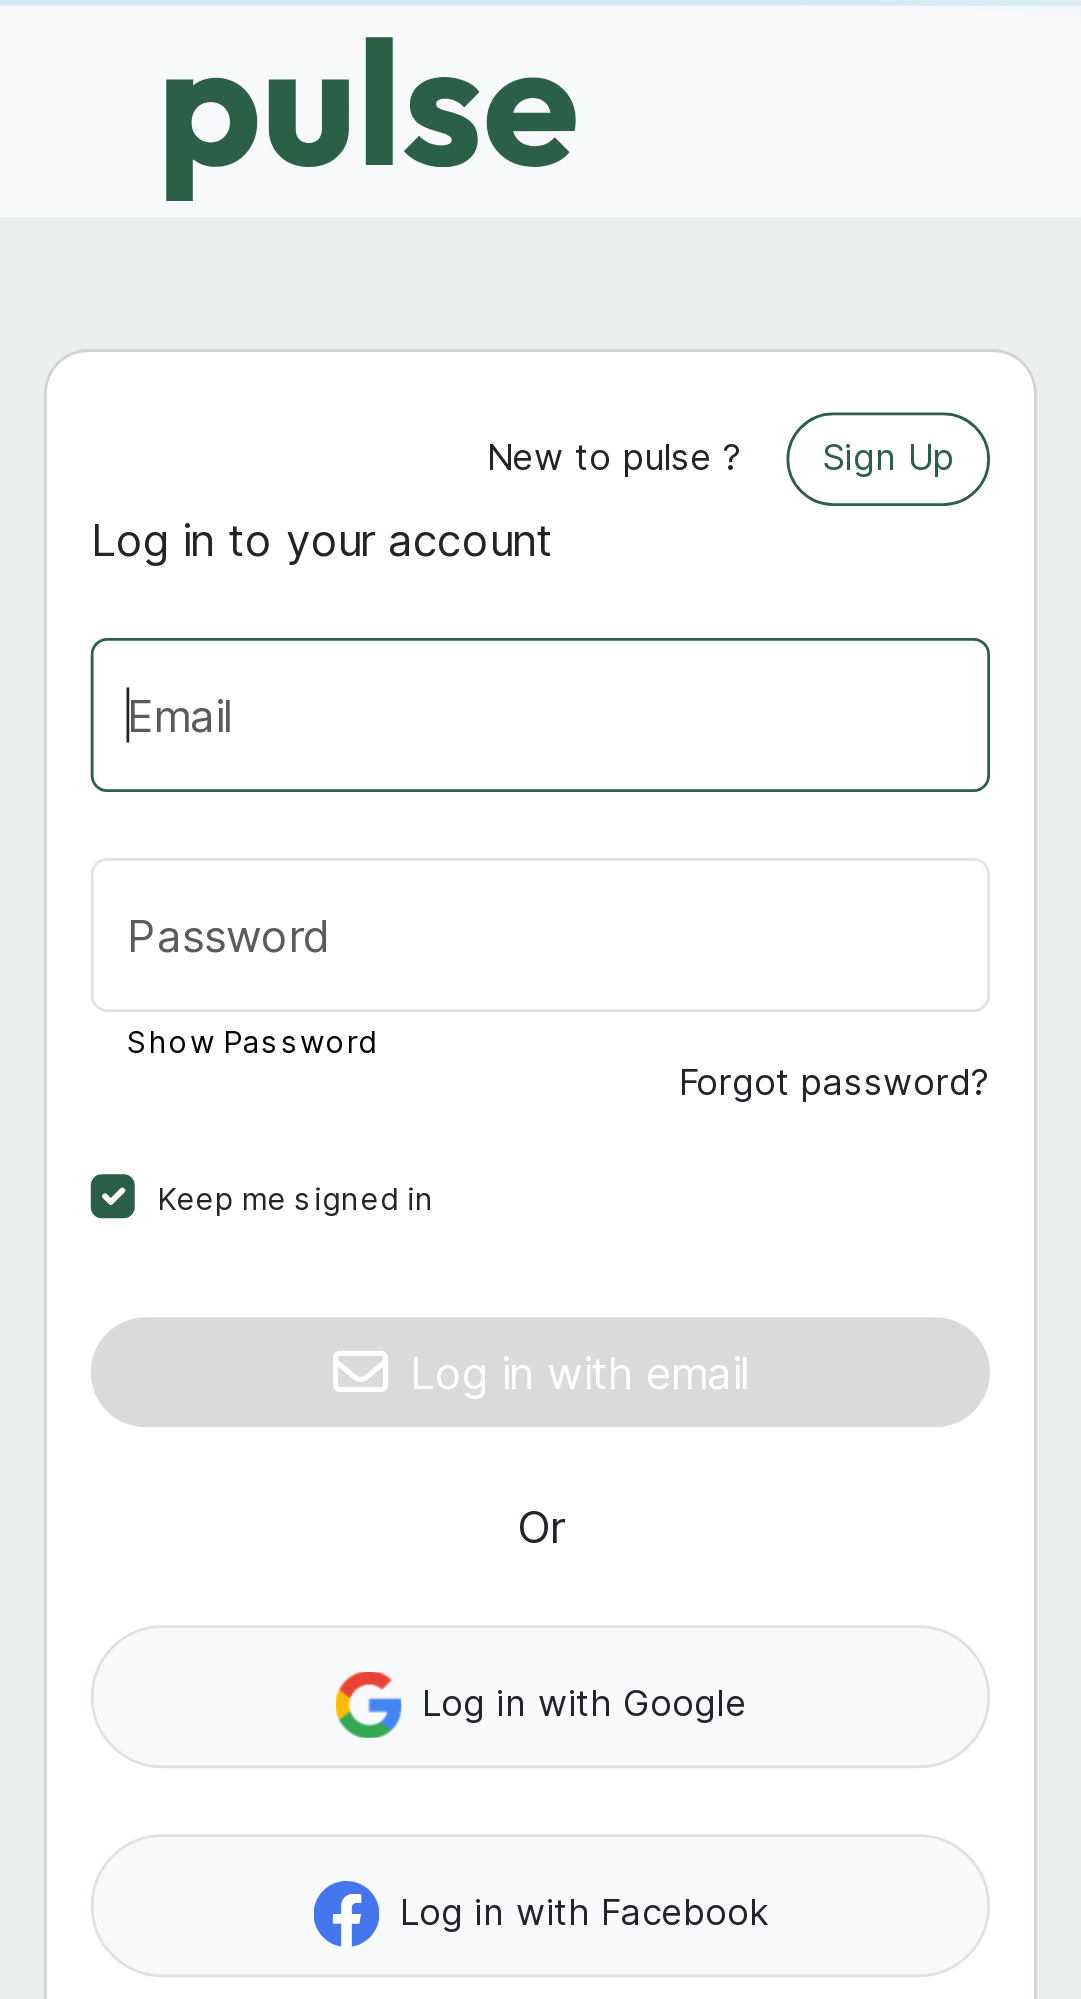 pulse
New to pulse ? Sign Up
Log in to your account
Email
Password
Show Password
Forgot password?
Keep me signed in
Log in with email
Or
Log in with Google
Log in with Facebook